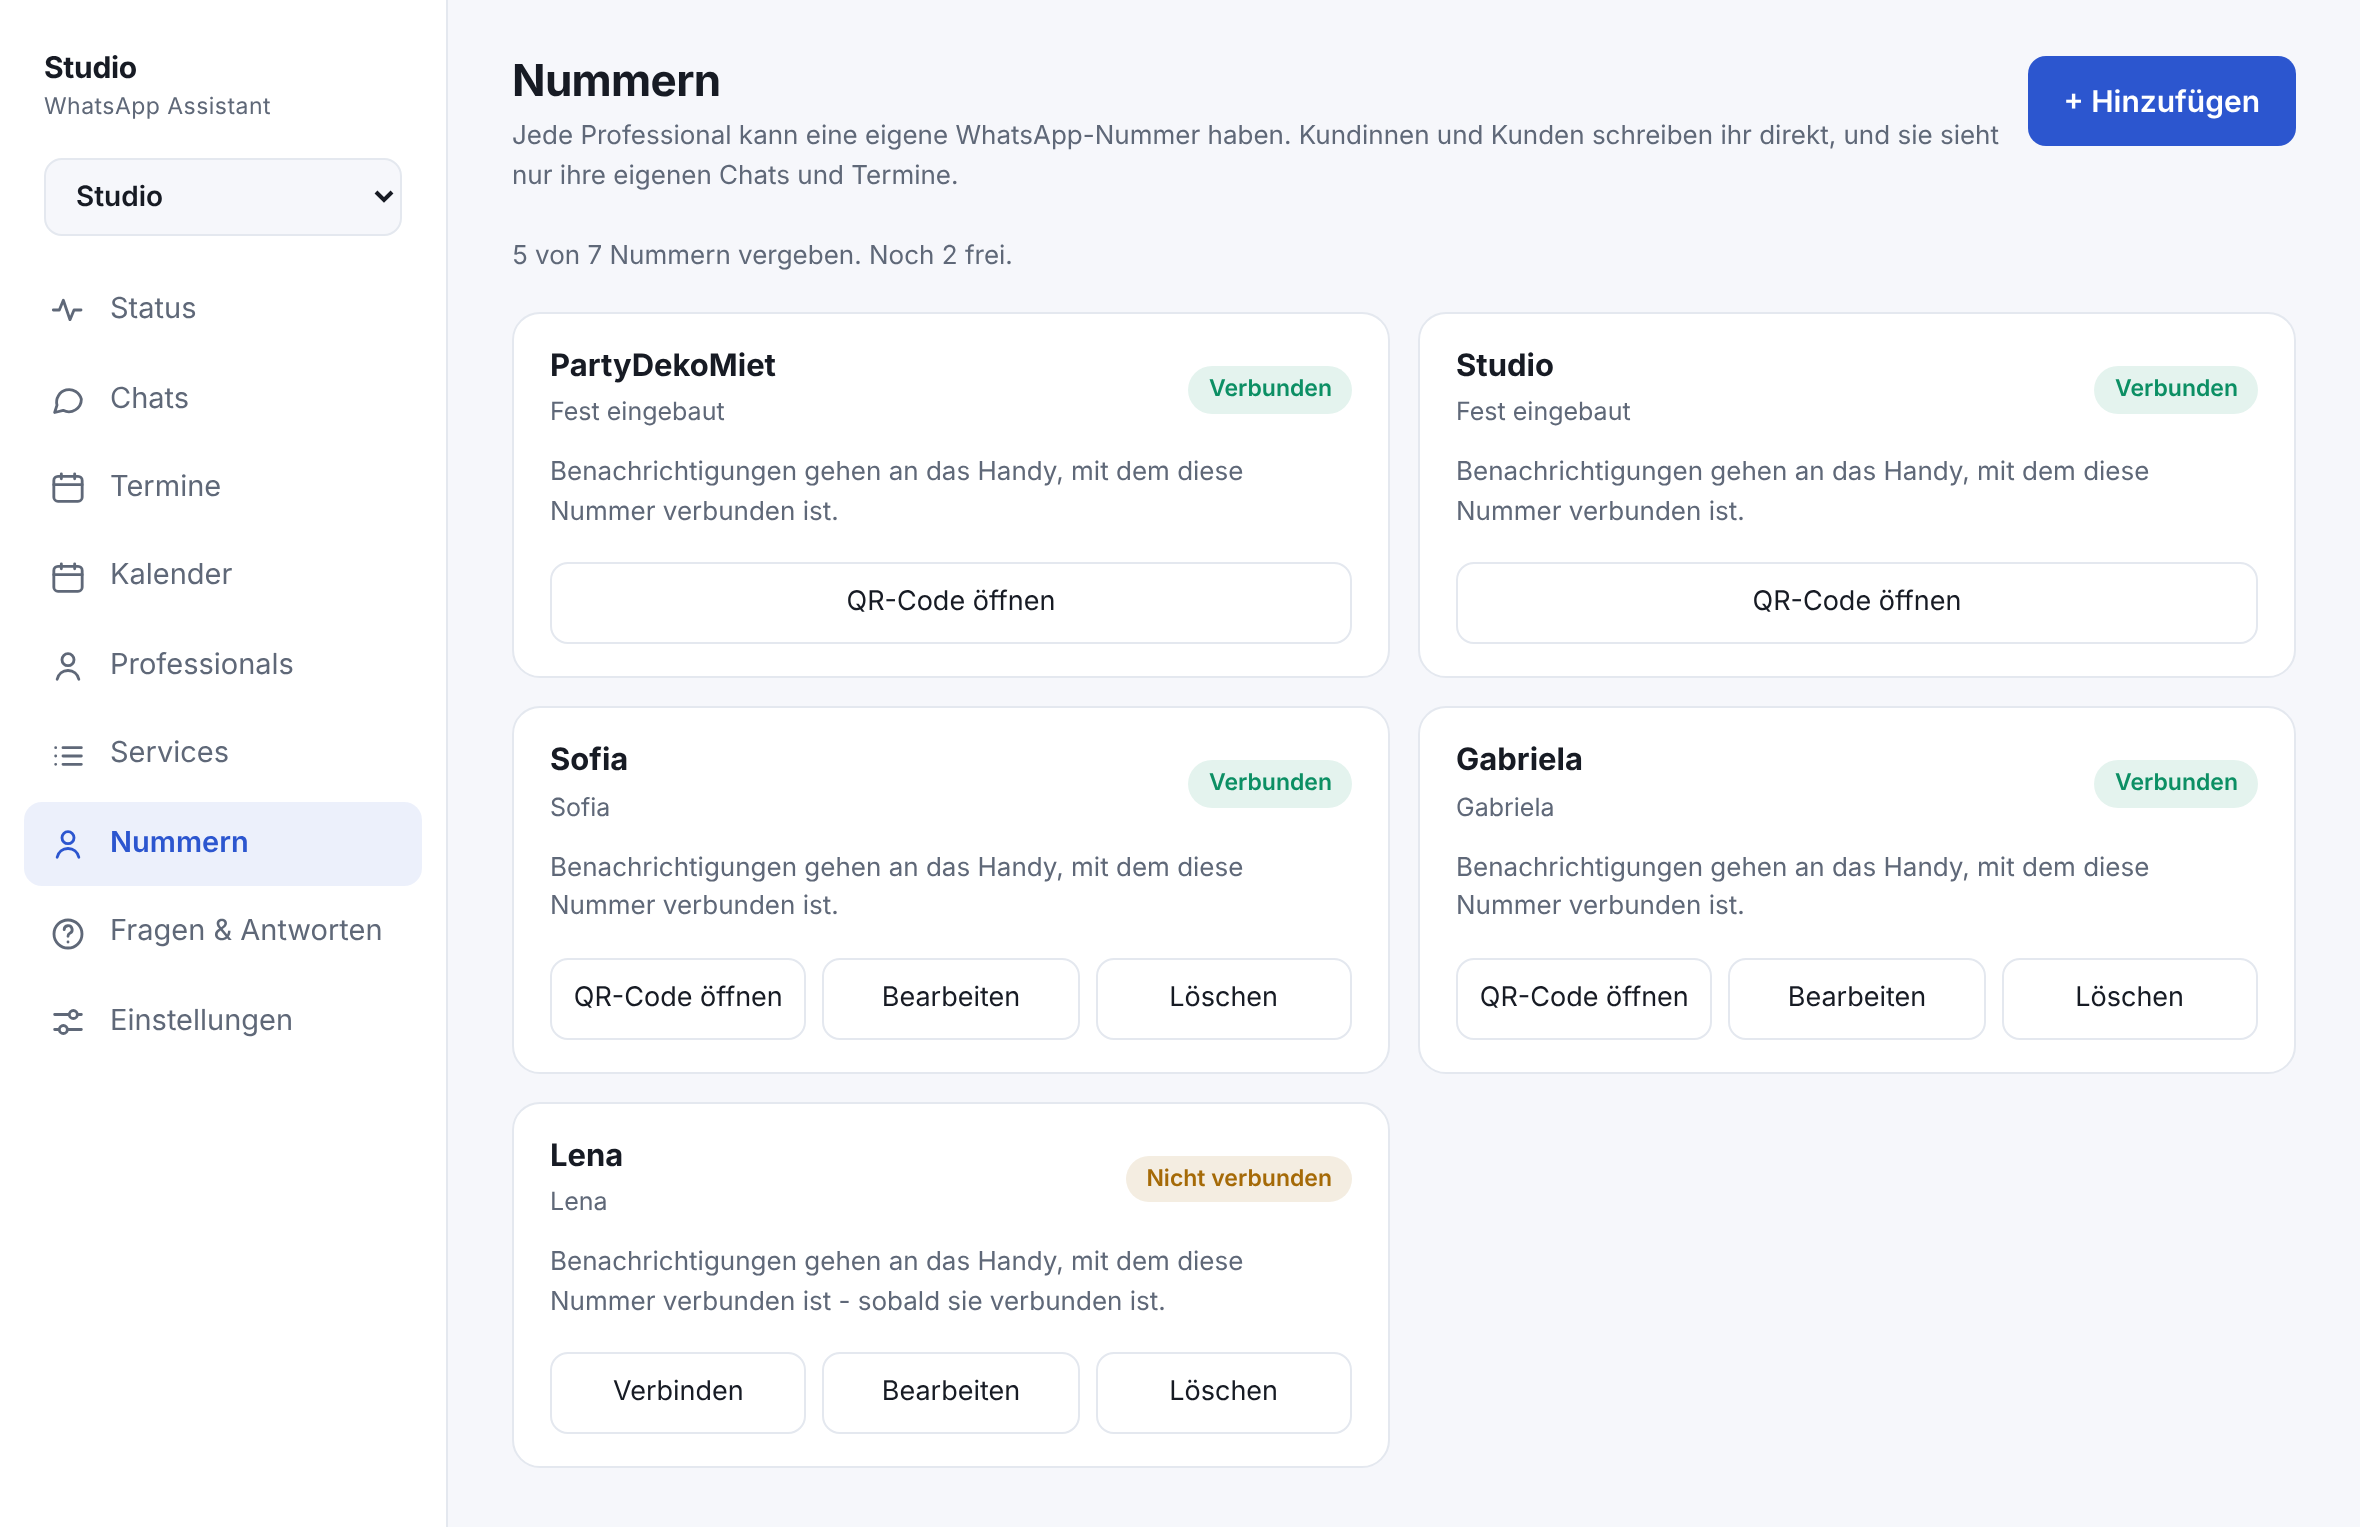 Studio
WhatsApp Assistant
Studio
Status
Chats
Termine
Kalender
Professionals
Services
Nummern
Fragen & Antworten
Einstellungen
Nummern
Jede Professional kann eine eigene WhatsApp-Nummer haben. Kundinnen und Kunden schreiben ihr direkt, und sie sieht
nur ihre eigenen Chats und Termine.
+ Hinzufügen
5 von 7 Nummern vergeben. Noch 2 frei.
PartyDekoMiet
Fest eingebaut
Verbunden
Benachrichtigungen gehen an das Handy, mit dem diese
Nummer verbunden ist.
QR-Code öffnen
Studio
Fest eingebaut
Verbunden
Benachrichtigungen gehen an das Handy, mit dem diese
Nummer verbunden ist.
QR-Code öffnen
Sofia
Sofia
Verbunden
Benachrichtigungen gehen an das Handy, mit dem diese
Nummer verbunden ist.
QR-Code öffnen
Bearbeiten
Löschen
Gabriela
Gabriela
Verbunden
Benachrichtigungen gehen an das Handy, mit dem diese
Nummer verbunden ist.
QR-Code öffnen
Bearbeiten
Löschen
Lena
Lena
Nicht verbunden
Benachrichtigungen gehen an das Handy, mit dem diese
Nummer verbunden ist - sobald sie verbunden ist.
Verbinden
Bearbeiten
Löschen